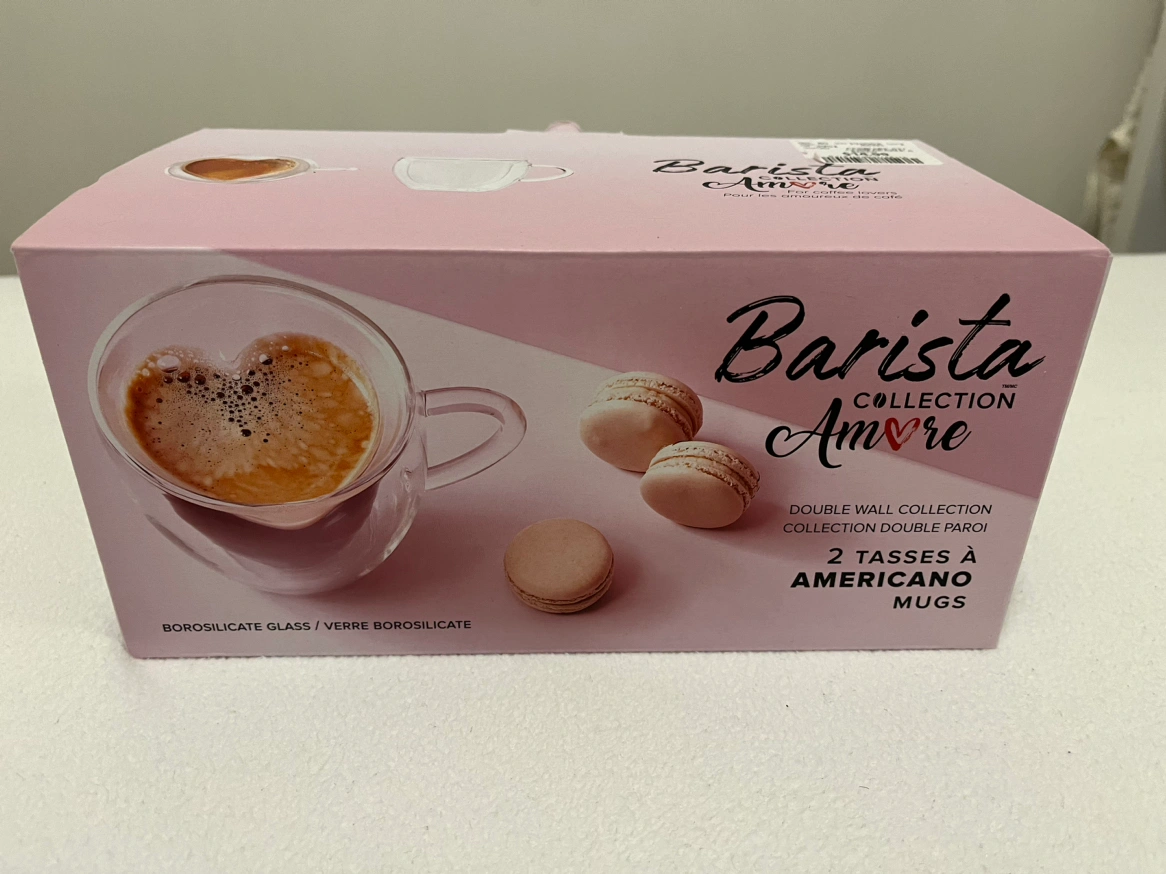 Barista
COLLECTION
Amore
For coffee lovers
Pour les amoureux de café
Barista
COLLECTION
Amore
DOUBLE WALL COLLECTION
COLLECTION DOUBLE PAROI
2 TASSES À
AMERICANO
MUGS
BOROSILICATE GLASS / VERRE BOROSILICATE